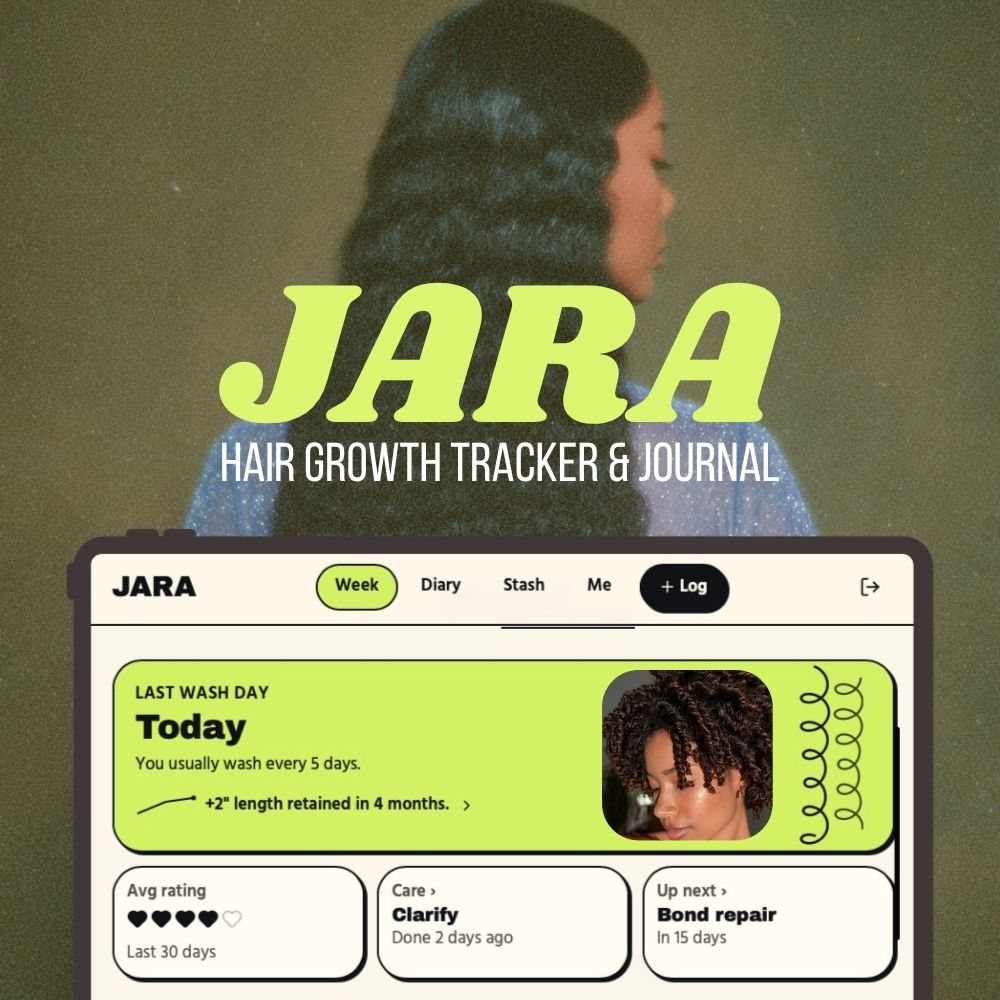 JARA
HAIR GROWTH TRACKER & JOURNAL
JARA
Week
Diary
Stash
Me
+ Log
LAST WASH DAY
Today
You usually wash every 5 days.
+2" length retained in 4 months. ›
Avg rating
Last 30 days
Care ›
Clarify
Done 2 days ago
Up next ›
Bond repair
In 15 days